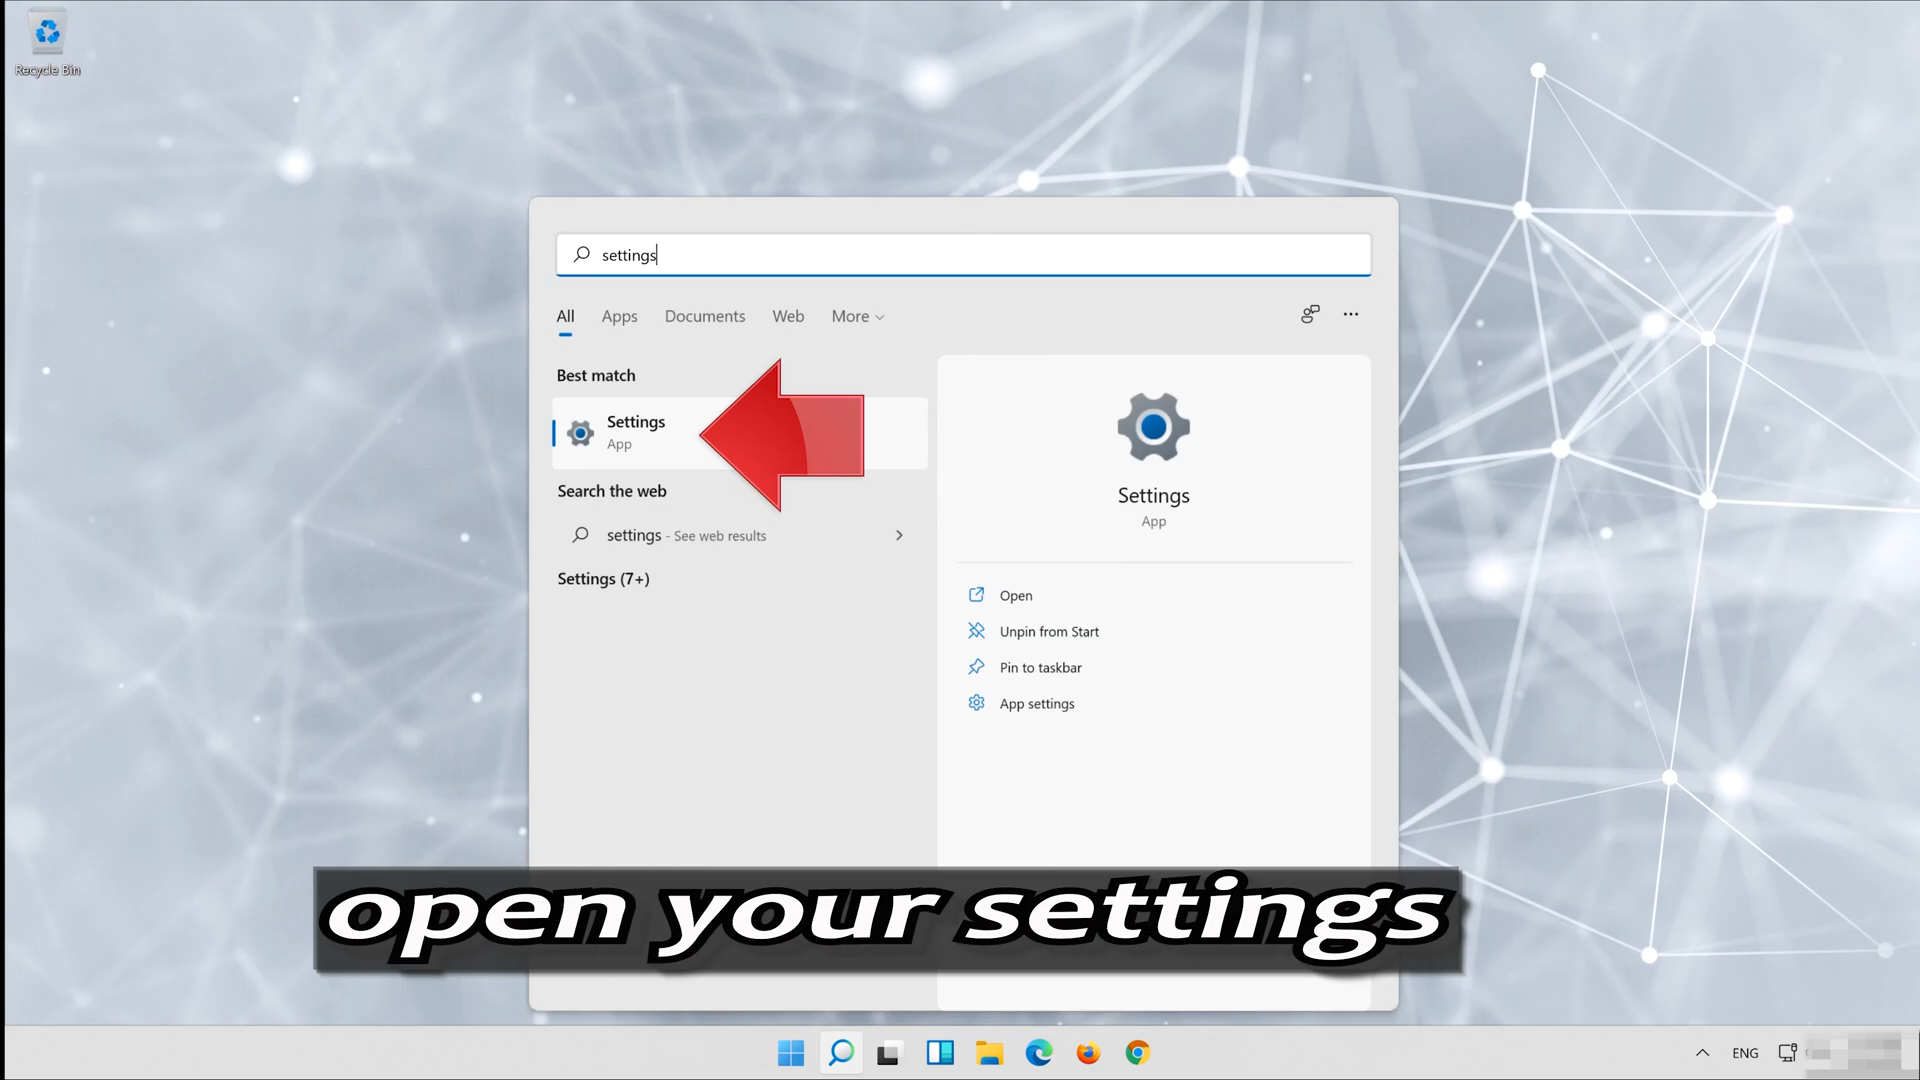 Recycle Bin
settings
All Apps Documents Web More
Best match
Settings
App
Search the web
settings - See web results
Settings (7+)
Settings
App
Open
Unpin from Start
Pin to taskbar
App settings
open your settings
ENG